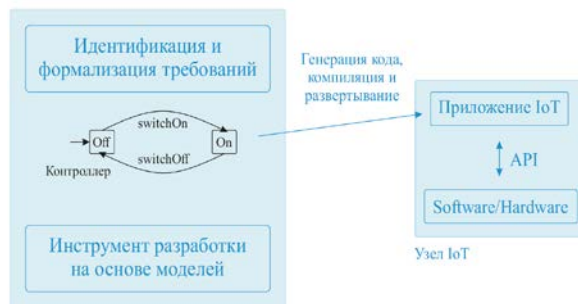 Идентификация и
формализация требований
switchOn
Off
On
switchOff
Контроллер
Инструмент разработки
на основе моделей
Генерация кода,
компиляция и
развертывание
Приложение IoT
API
Software/Hardware
Узел IoT